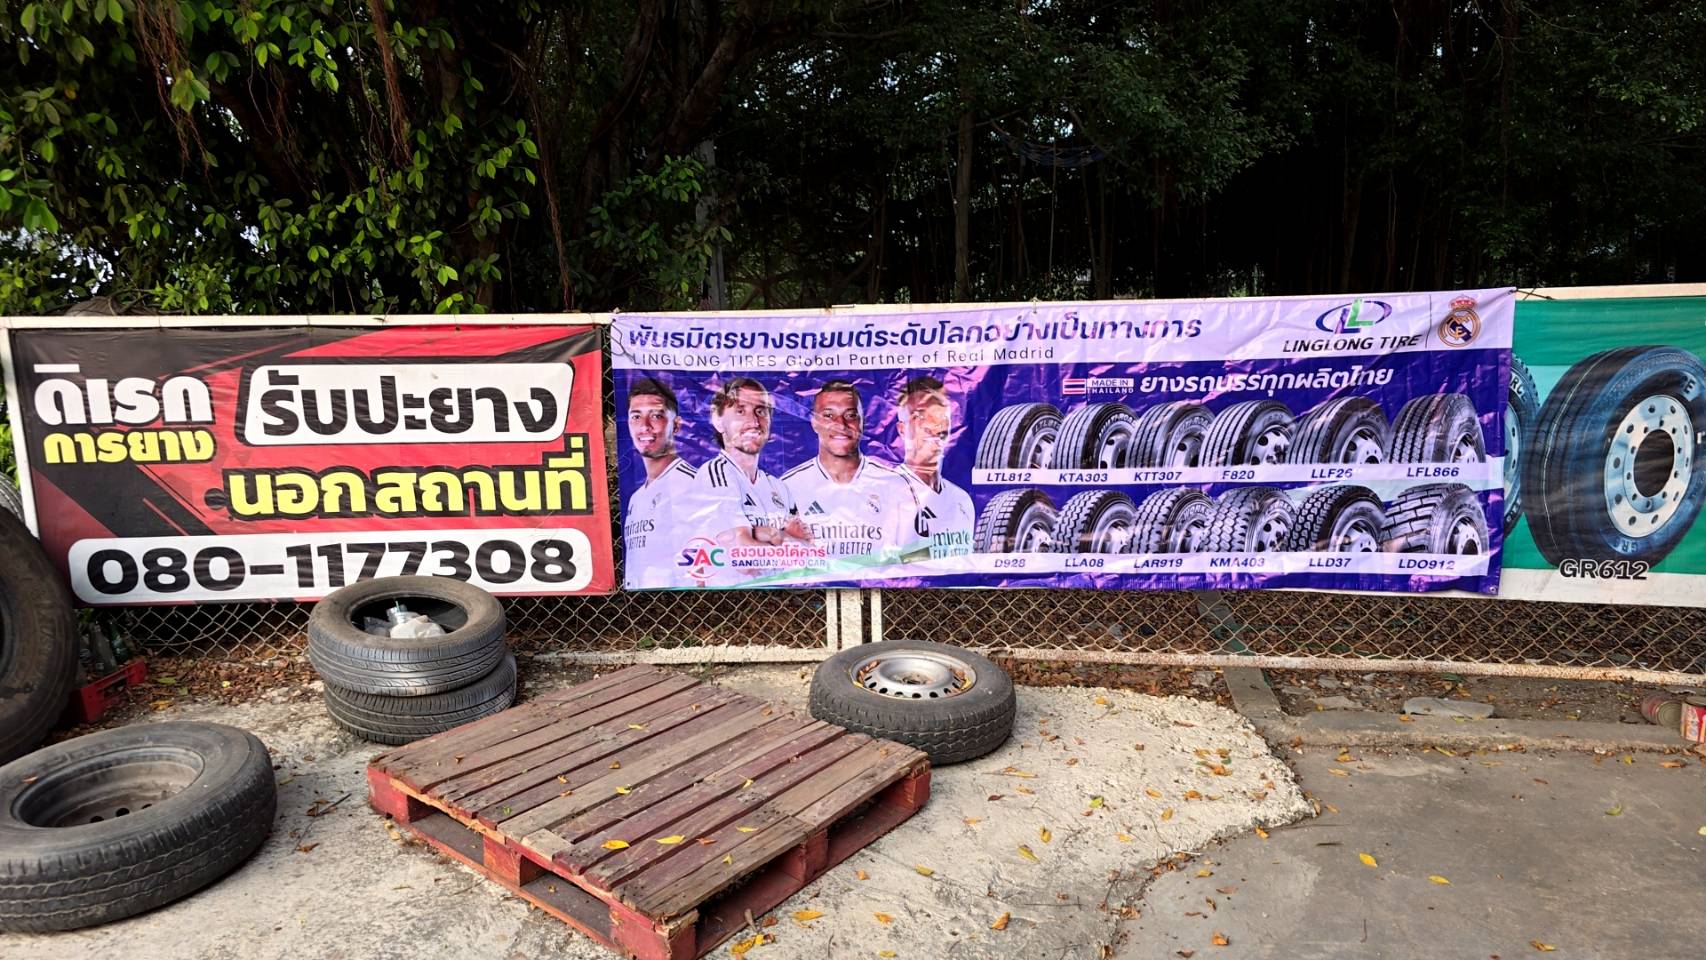 ดิเรก
การยาง
รับปะยาง
นอกสถานที่
080-1177308
พันธมิตรยางรถยนต์ระดับโลกอย่างเป็นทางการ
LINGLONG TIRES Global Partner of Real Madrid
LINGLONG TIRE
MADE IN
THAILAND
ยางรถบรรทุกผลิตไทย
LTL812 KTA303 KTT307 F820 LLF26 LFL866
D928 LLA08 LAR919 KMA403 LLD37 LDO912
Emirates
FLY BETTER
SAC
สงวนออโต้คาร์
SANGUAN AUTO CAR
GR612